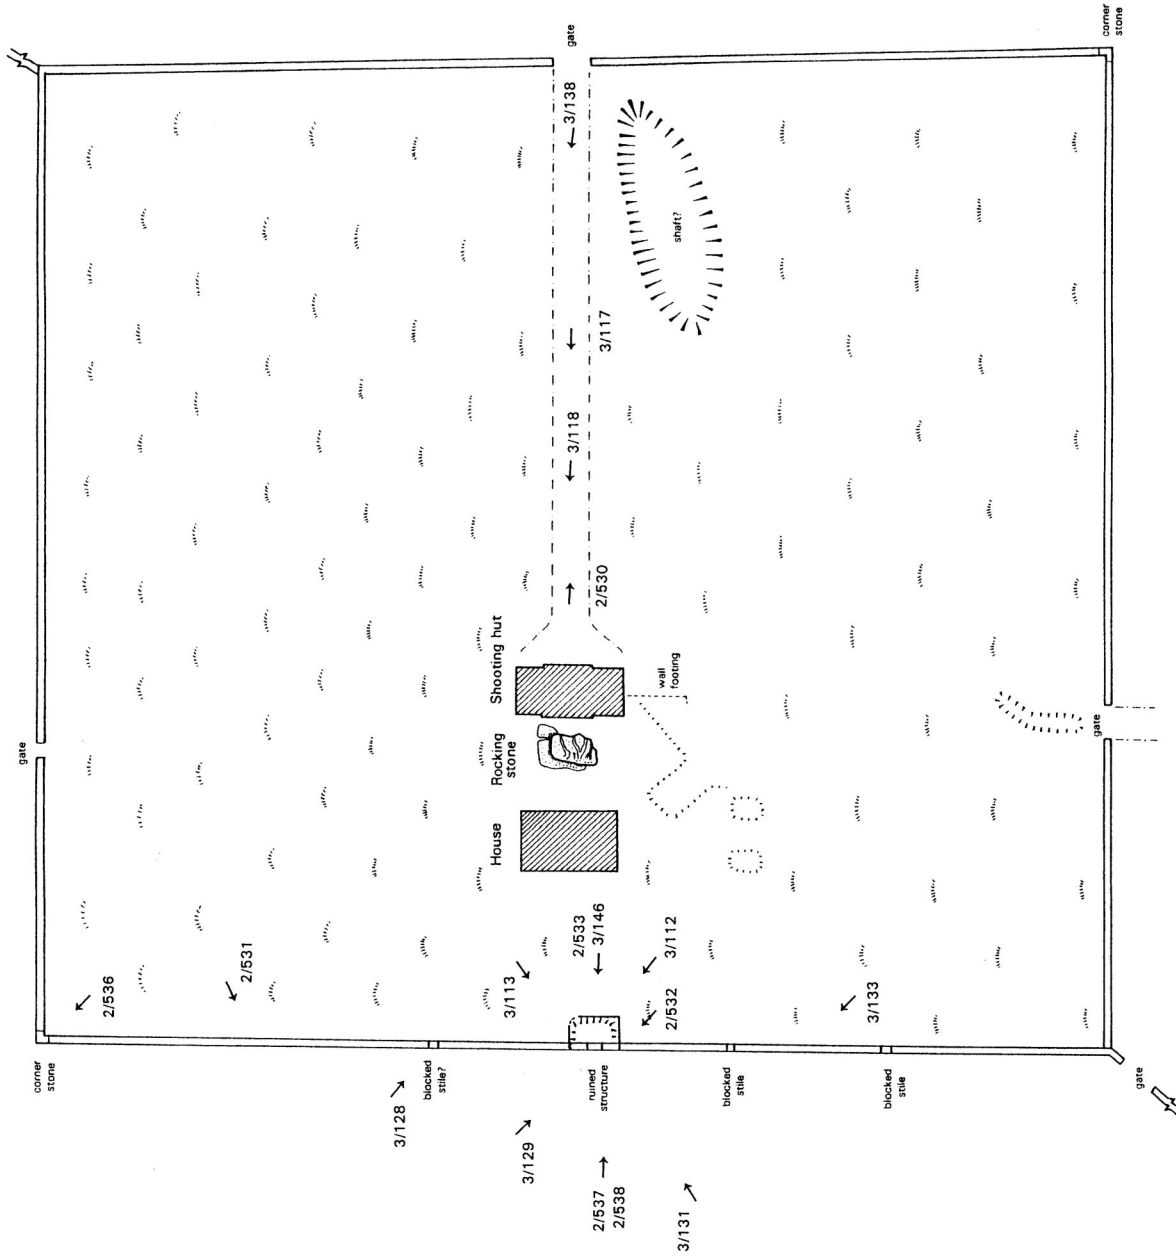 gate
corner
stone
3/138
shaft?
3/117
3/118
2/530
Shooting hut
wall
footing
gate
Rocking
stone
gate
House
2/533
3/146
2/531
3/112
2/536
3/113
2/532
3/133
corner
stone
blocked
stile?
ruined
structure
blocked
stile
blocked
stile
gate
3/128
3/129
2/537
2/538
3/131